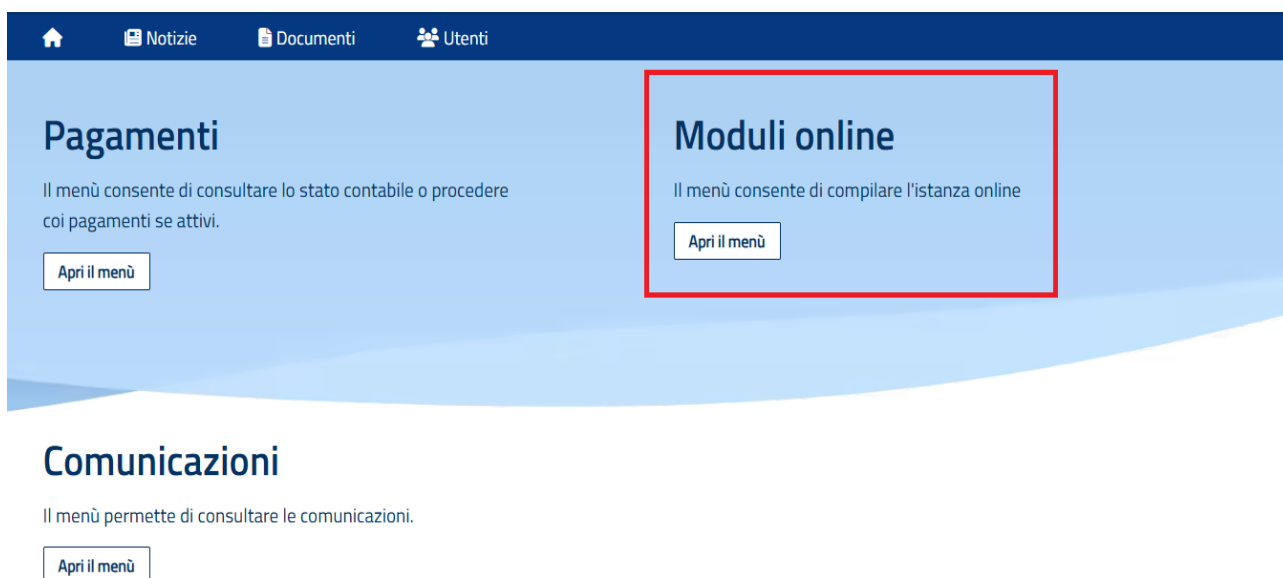 Notizie Documenti Utenti
Pagamenti
Il menù consente di consultare lo stato contabile o procedere
coi pagamenti se attivi.
Apri il menù
Moduli online
Il menù consente di compilare l'istanza online
Apri il menù
Comunicazioni
Il menù permette di consultare le comunicazioni.
Apri il menù